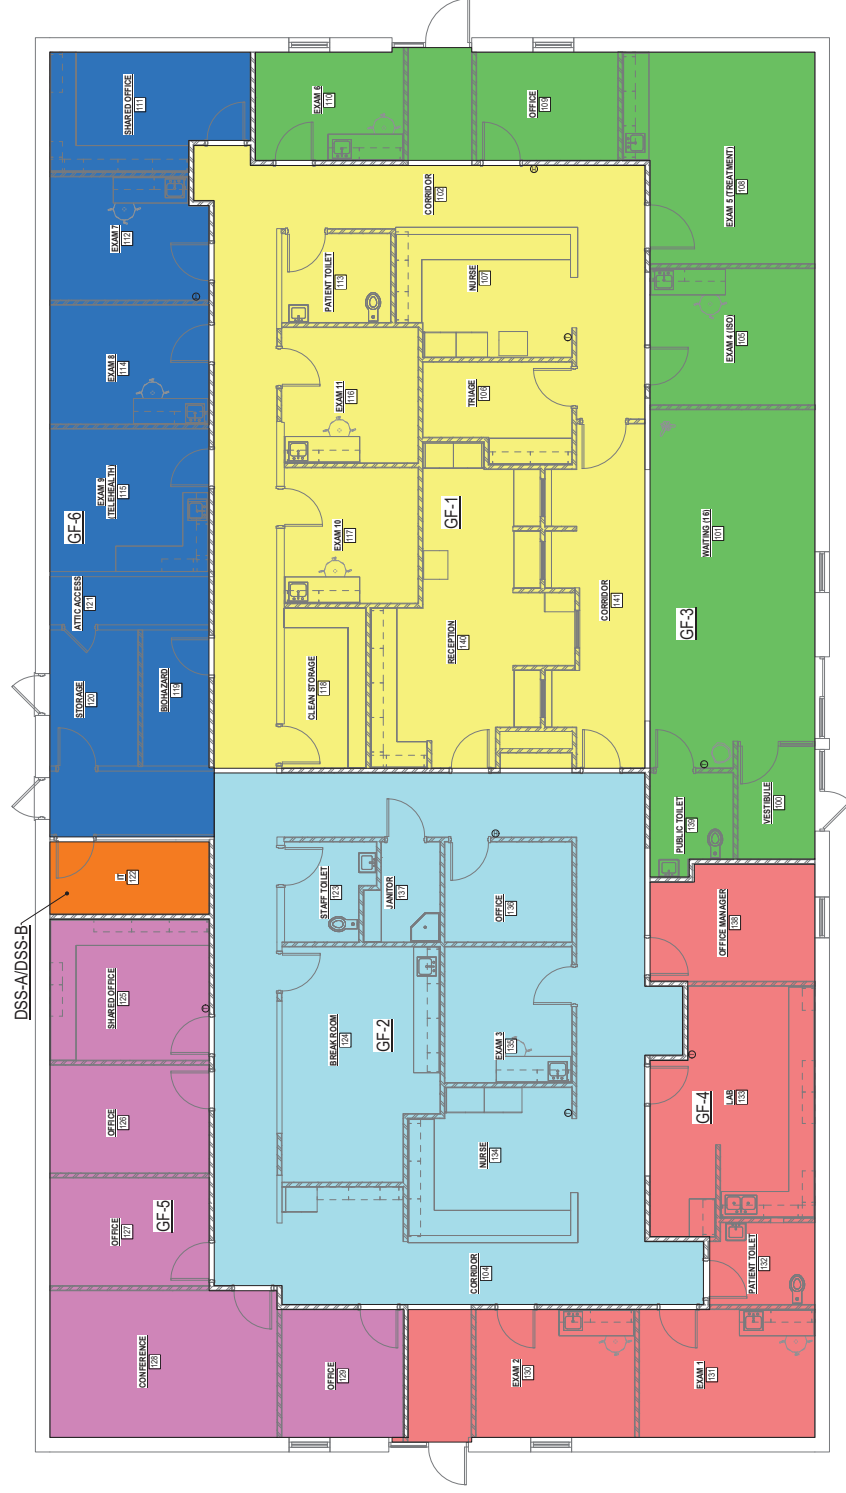 DSS-A/DSS-B
CONFERENCE
128
OFFICE
127
GF-5
OFFICE
126
SHARED OFFICE
125
IT
122
STORAGE
120
BIOHAZARD
119
ATTIC ACCESS
121
GF-6
EXAM 9
(TELEHEALTH)
115
EXAM 8
114
EXAM 7
112
SHARED OFFICE
111
OFFICE
129
BREAK ROOM
124
GF-2
STAFF TOILET
123
JANITOR
137
CLEAN STORAGE
118
EXAM 10
117
EXAM 11
116
PATIENT TOILET
113
EXAM 6
110
CORRIDOR
104
NURSE
134
EXAM 3
135
OFFICE
136
RECEPTION
140
GF-1
TRIAGE
106
NURSE
107
CORRIDOR
102
OFFICE
109
EXAM 2
130
CORRIDOR
141
EXAM 1
131
PATIENT TOILET
132
GF-4
LAB
133
OFFICE MANAGER
138
PUBLIC TOILET
139
VESTIBULE
100
GF-3
WAITING (16)
101
EXAM 4 (ISO)
105
EXAM 5 (TREATMENT)
108